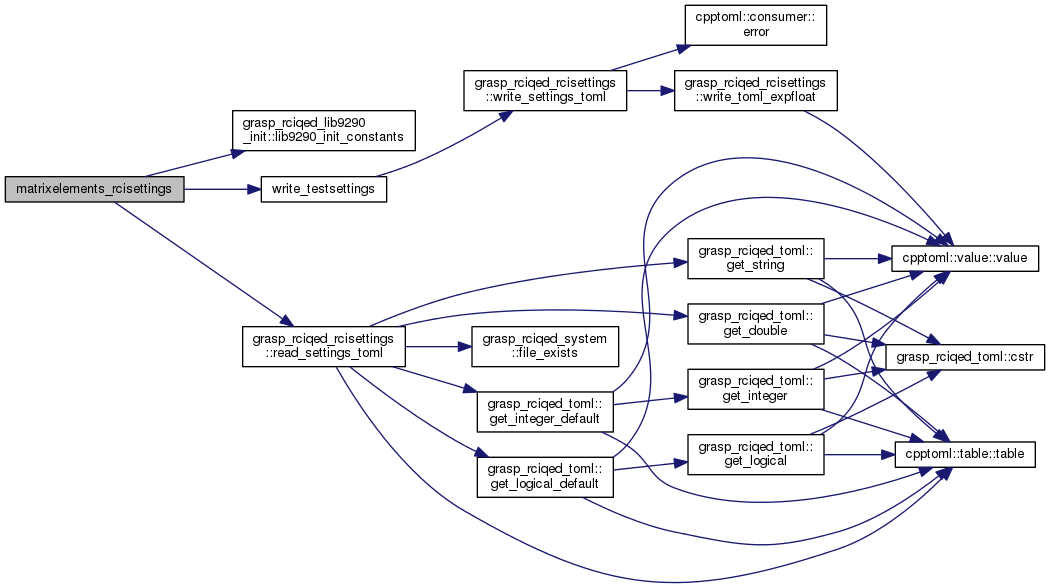 cpptoml::consumer::
error
grasp_rciqed_rcisettings
::write_settings_toml
grasp_rciqed_rcisettings
::write_toml_expfloat
grasp_rciqed_lib9290
_init::lib9290_init_constants
matrixelements_rcisettings
write_testsettings
grasp_rciqed_toml::
get_string
cpptoml::value::value
grasp_rciqed_toml::
get_double
grasp_rciqed_rcisettings
::read_settings_toml
grasp_rciqed_system
::file_exists
grasp_rciqed_toml::cstr
grasp_rciqed_toml::
get_integer
grasp_rciqed_toml::
get_integer_default
grasp_rciqed_toml::
get_logical
cpptoml::table::table
grasp_rciqed_toml::
get_logical_default